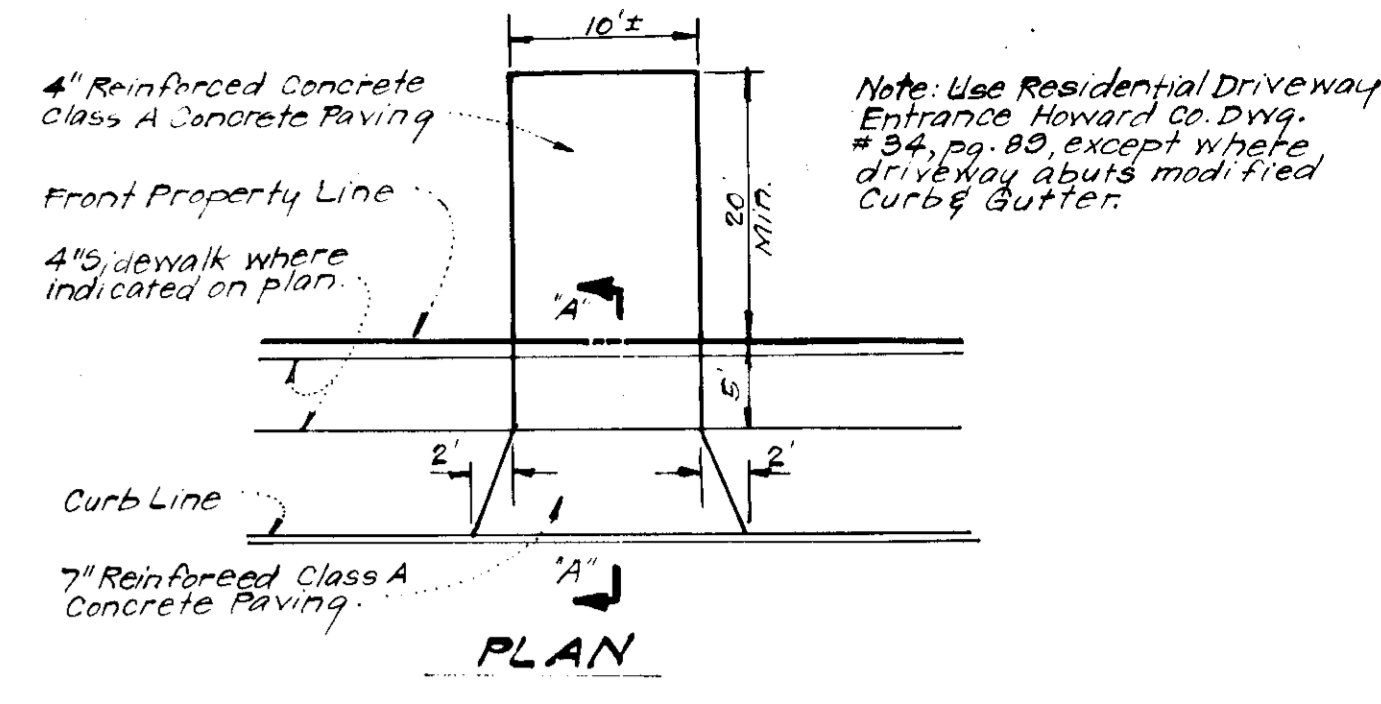 10'±
4" Reinforced Concrete
Class A Concrete Paving
Note: Use Residential Driveway
Entrance Howard Co. Dwg.
# 34, pg. 89, except where
driveway abuts modified
Curb & Gutter.
Front Property Line
20'
Min.
4" Sidewalk where
indicated on plan.
"A"
5'
2'
2'
Curb Line
7" Reinforeed Class A
Concrete Paving.
"A"
PLAN